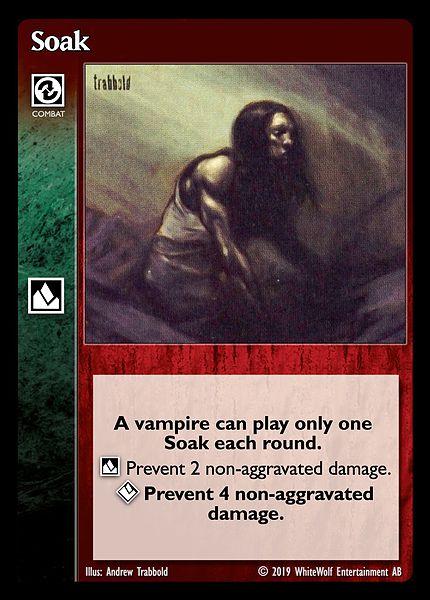 Soak
trabbold
COMBAT
A vampire can play only one
Soak each round.
Prevent 2 non-aggravated damage.
Prevent 4 non-aggravated
damage.
Illus: Andrew Trabbold
© 2019 WhiteWolf Entertainment AB